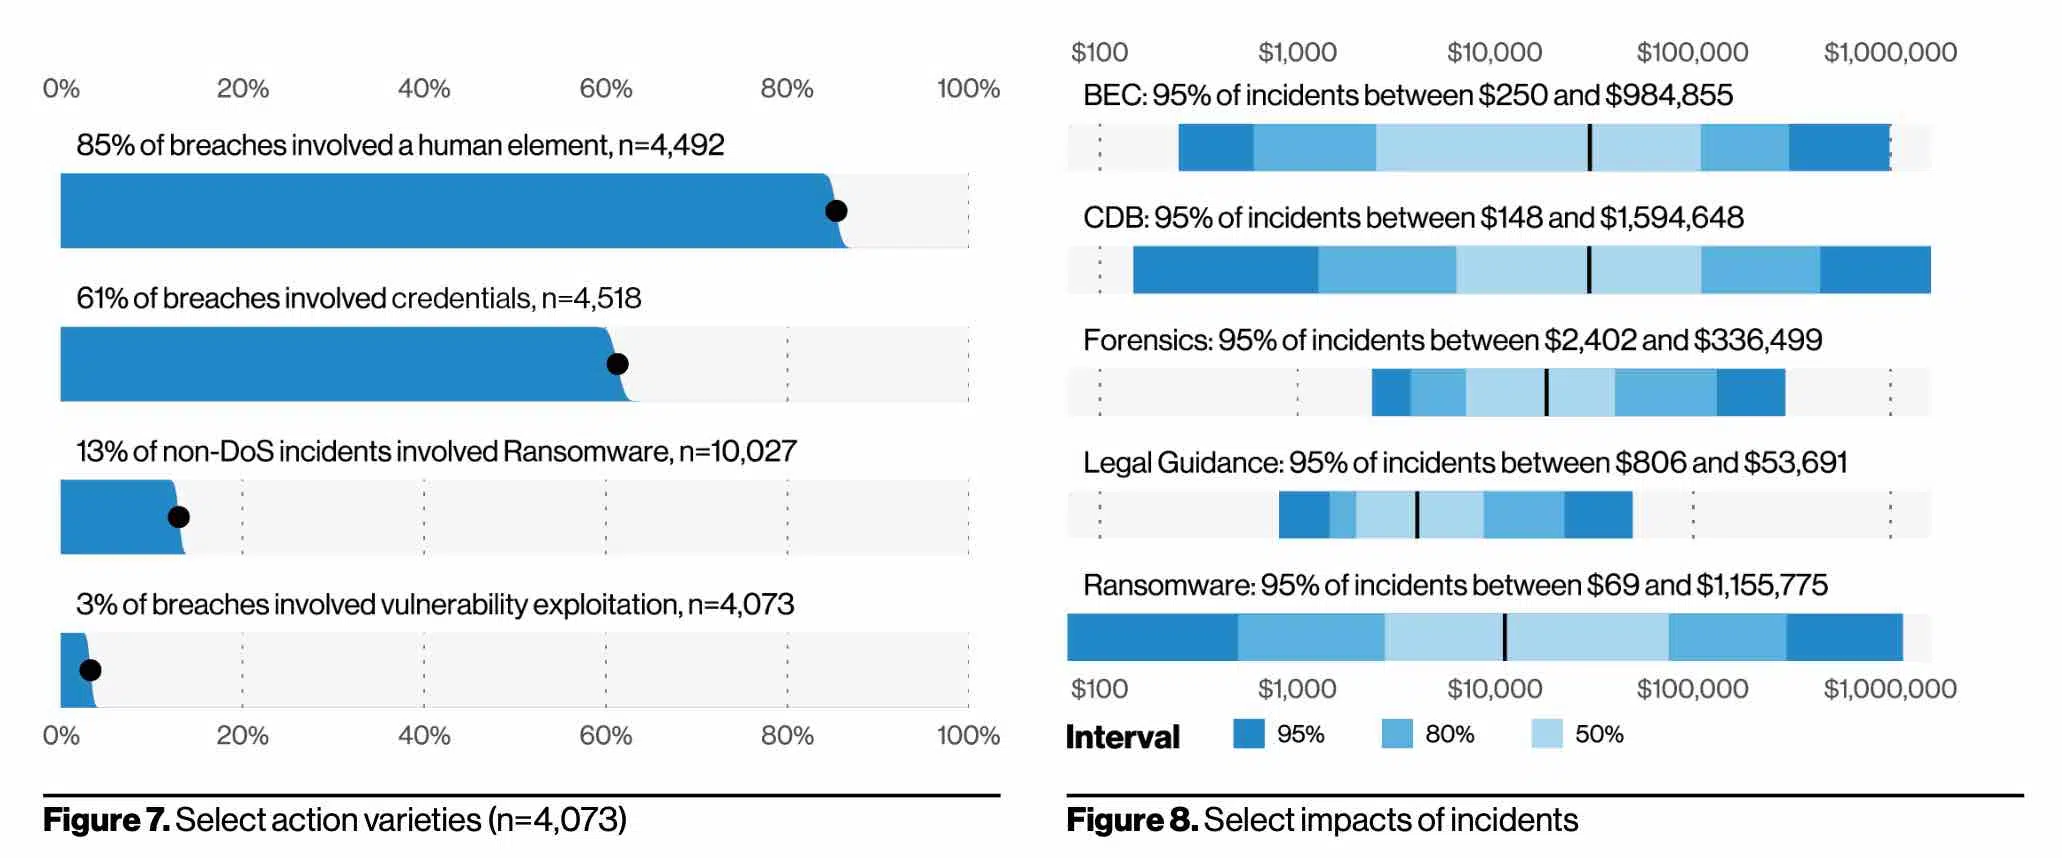 0% 20% 40% 60% 80% 100%
85% of breaches involved a human element, n=4,492
61% of breaches involved credentials, n=4,518
13% of non-DoS incidents involved Ransomware, n=10,027
3% of breaches involved vulnerability exploitation, n=4,073
0% 20% 40% 60% 80% 100%
Figure 7. Select action varieties (n=4,073)
$100 $1,000 $10,000 $100,000 $1,000,000
BEC: 95% of incidents between $250 and $984,855
CDB: 95% of incidents between $148 and $1,594,648
Forensics: 95% of incidents between $2,402 and $336,499
Legal Guidance: 95% of incidents between $806 and $53,691
Ransomware: 95% of incidents between $69 and $1,155,775
$100 $1,000 $10,000 $100,000 $1,000,000
Interval 95% 80% 50%
Figure 8. Select impacts of incidents